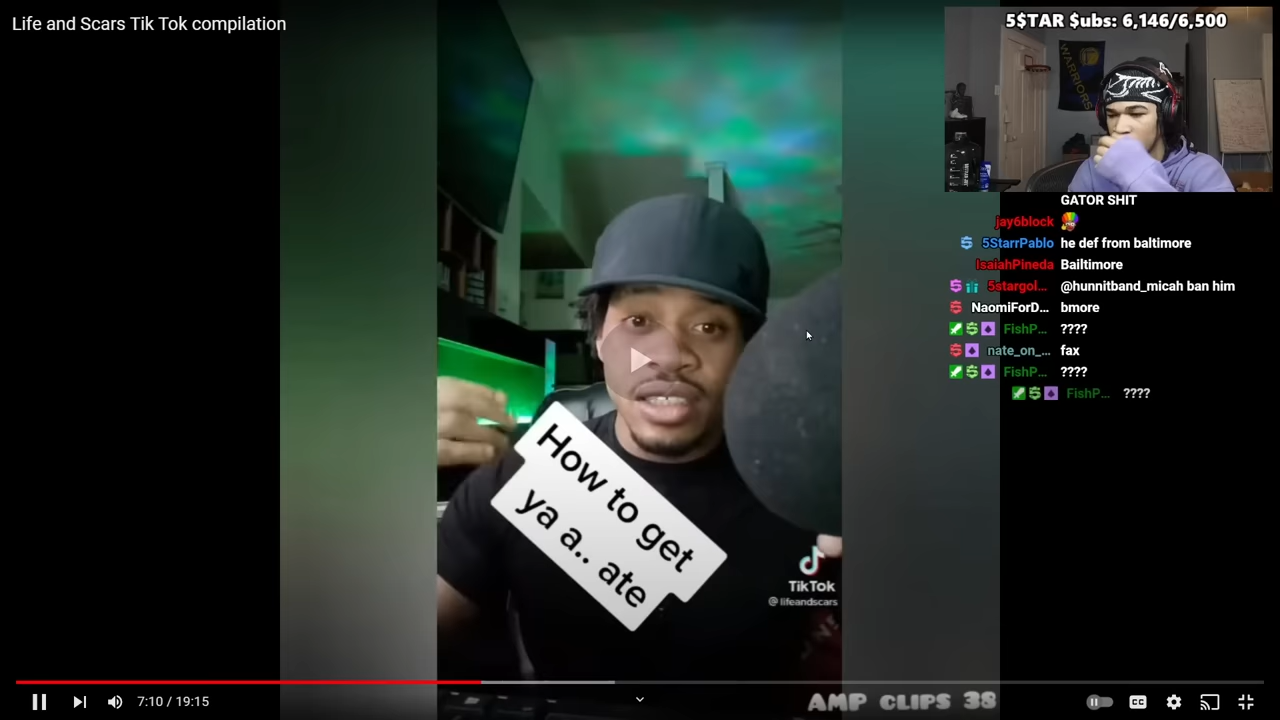 Life and Scars Tik Tok compilation
5$TAR $ubs: 6,146/6,500
WARRIORS
GATOR SHIT
jay6block
5StarrPablo he def from baltimore
IsaiahPineda Bailtimore
5stargol... @hunnitband_micah ban him
NaomiForD... bmore
FishP... ????
nate_on_... fax
FishP... ????
FishP... ????
How to get
ya a.. ate
TikTok
@lifeandscars
7:10 / 19:15
AMP CLIPS 38
CC